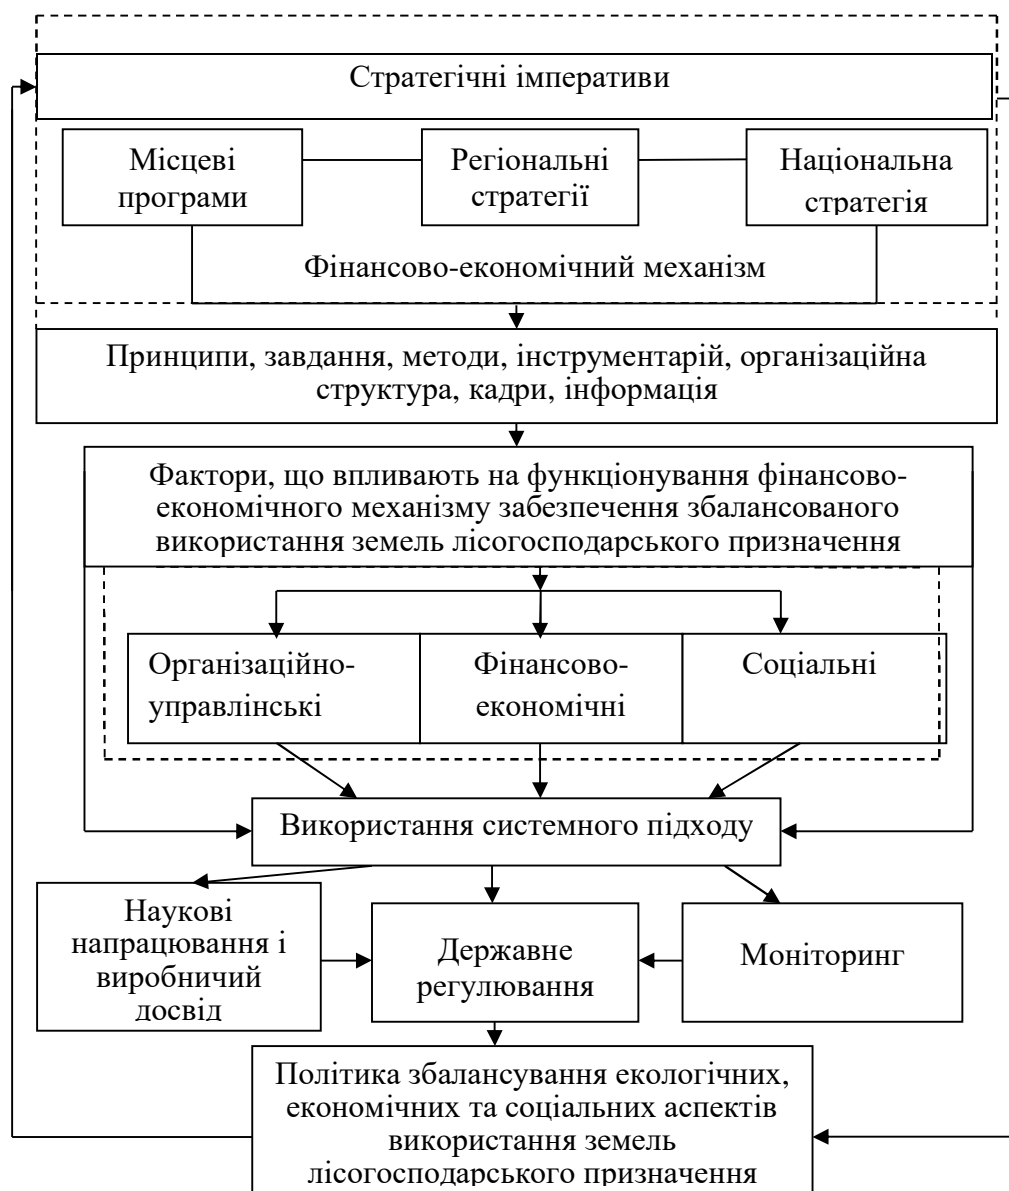 Стратегічні імперативи
Місцеві
програми
Регіональні
стратегії
Національна
стратегія
Фінансово-економічний механізм
Принципи, завдання, методи, інструментарій, організаційна
структура, кадри, інформація
Фактори, що впливають на функціонування фінансово-
економічного механізму забезпечення збалансованого
використання земель лісогосподарського призначення
Організаційно-
управлінські
Фінансово-
економічні
Соціальні
Використання системного підходу
Наукові
напрацювання і
виробничий
досвід
Державне
регулювання
Моніторинг
Політика збалансування екологічних,
економічних та соціальних аспектів
використання земель
лісогосподарського призначення